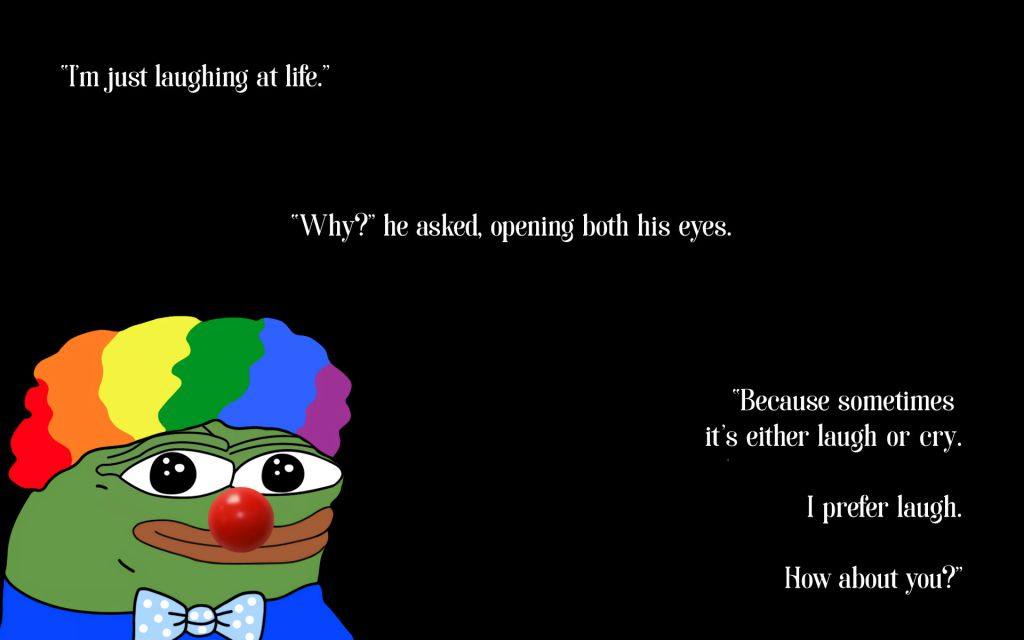 "I'm just laughing at life."
"Why?" he asked, opening both his eyes.
"Because sometimes
it's either laugh or cry.
I prefer laugh.
How about you?"